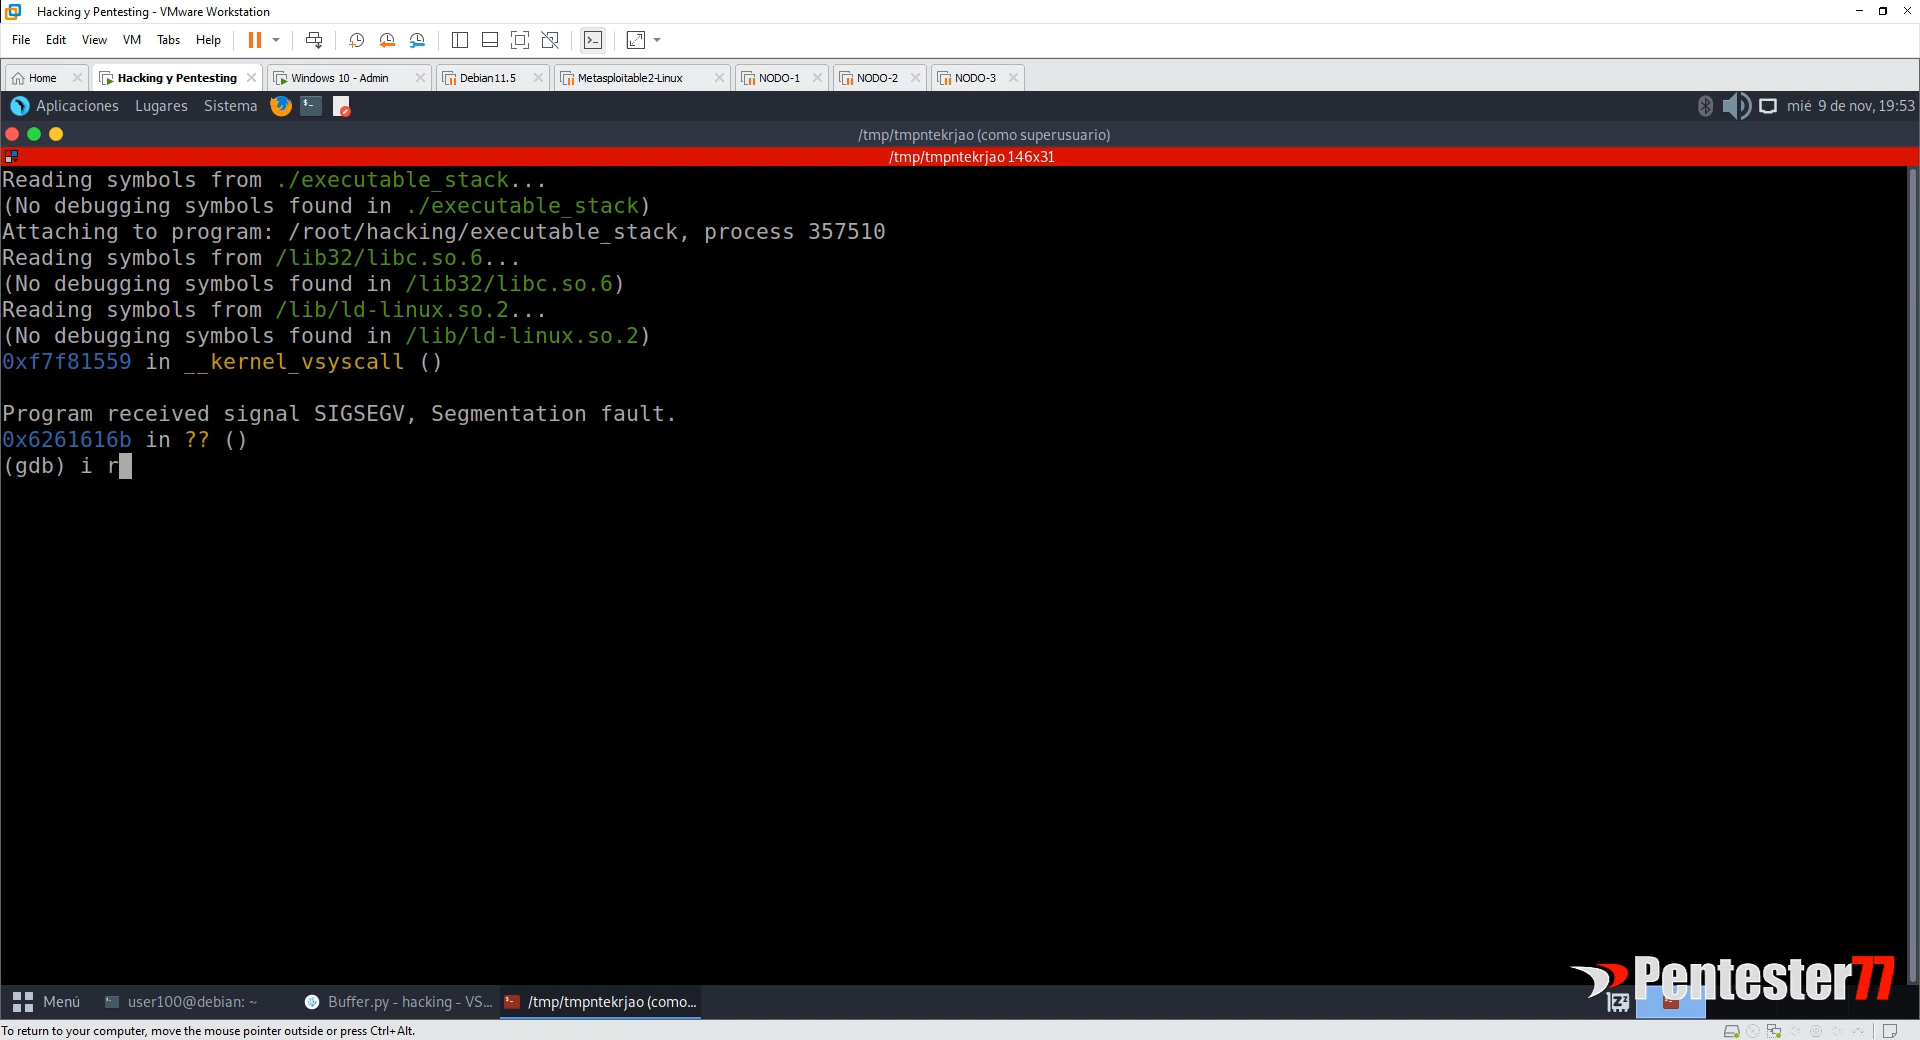 Hacking y Pentesting - VMware Workstation
File Edit View VM Tabs Help
Home Hacking y Pentesting Windows 10 - Admin Debian11.5 Metasploitable2-Linux NODO-1 NODO-2 NODO-3
Aplicaciones Lugares Sistema mié 9 de nov, 19:53
/tmp/tmpntekrjao (como superusuario)
/tmp/tmpntekrjao 146x31
Reading symbols from ./executable_stack...
(No debugging symbols found in ./executable_stack)
Attaching to program: /root/hacking/executable_stack, process 357510
Reading symbols from /lib32/libc.so.6...
(No debugging symbols found in /lib32/libc.so.6)
Reading symbols from /lib/ld-linux.so.2...
(No debugging symbols found in /lib/ld-linux.so.2)
0xf7f81559 in __kernel_vsyscall ()
Program received signal SIGSEGV, Segmentation fault.
0x6261616b in ?? ()
(gdb) i r
Pentester77
Menú user100@debian: ~ Buffer.py - hacking - VS... /tmp/tmpntekrjao (como...
To return to your computer, move the mouse pointer outside or press Ctrl+Alt.